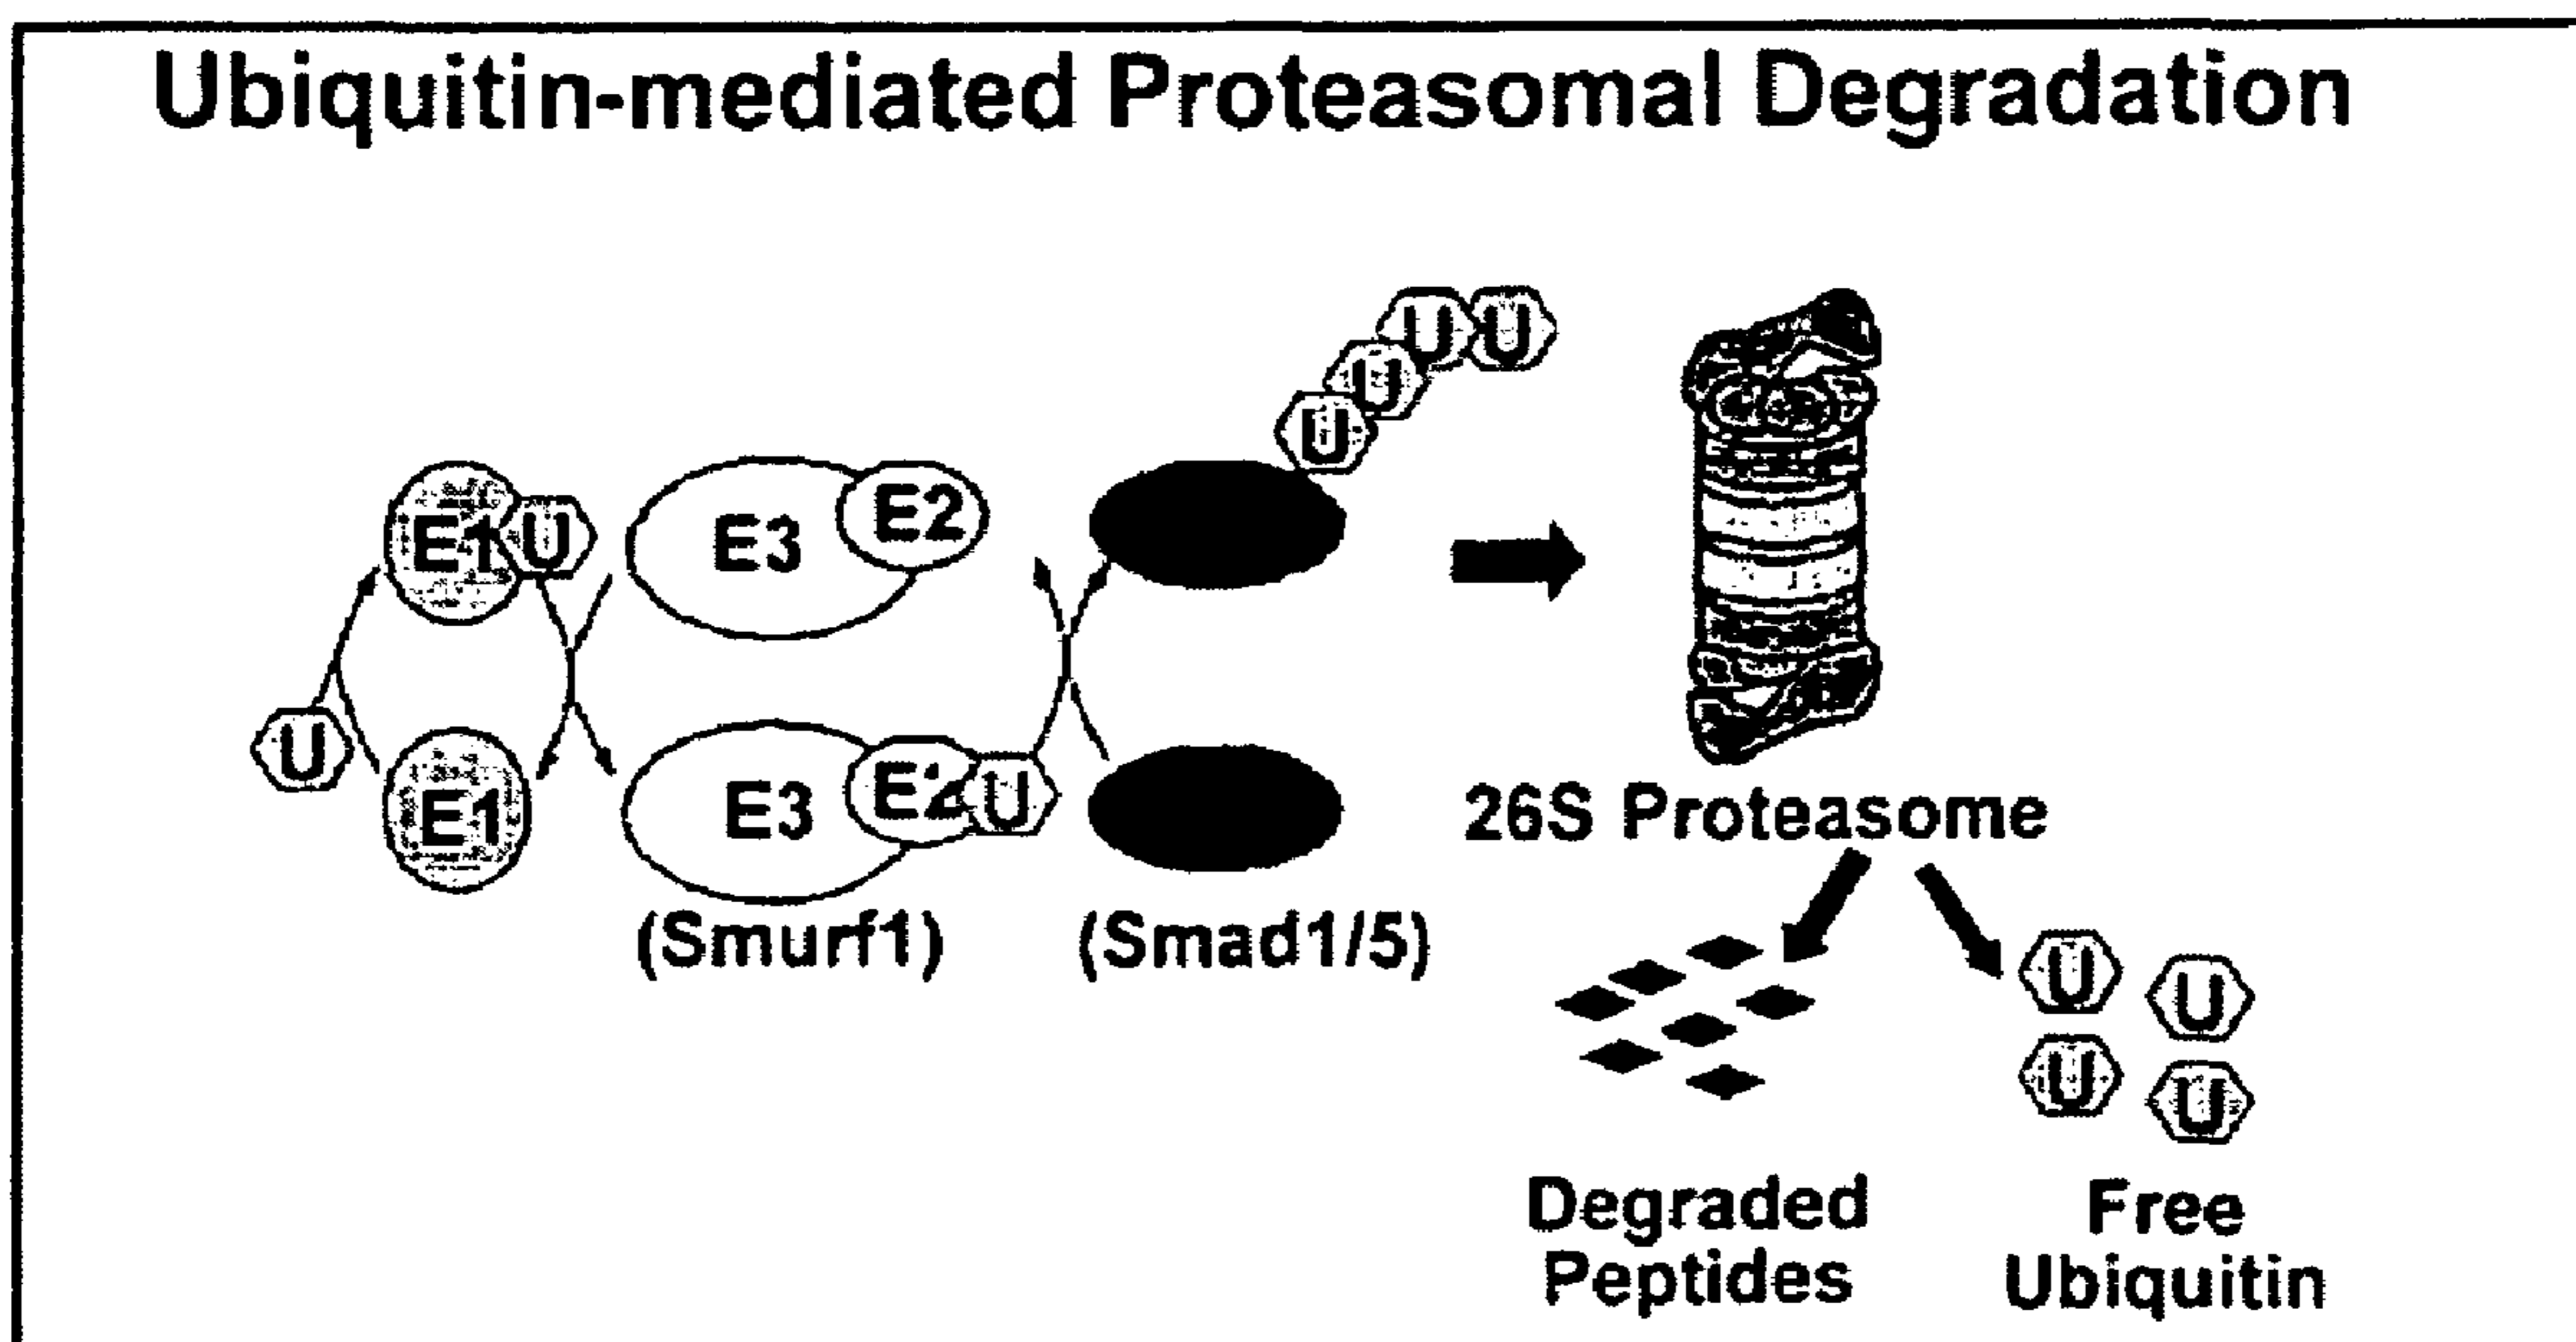 Ubiquitin-mediated Proteasomal Degradation
U U
U
U
E1 U E3 E2
U
E1 E3 E2 U
26S Proteasome
(Smurf1) (Smad1/5)
U U
U U
Degraded Free
Peptides Ubiquitin